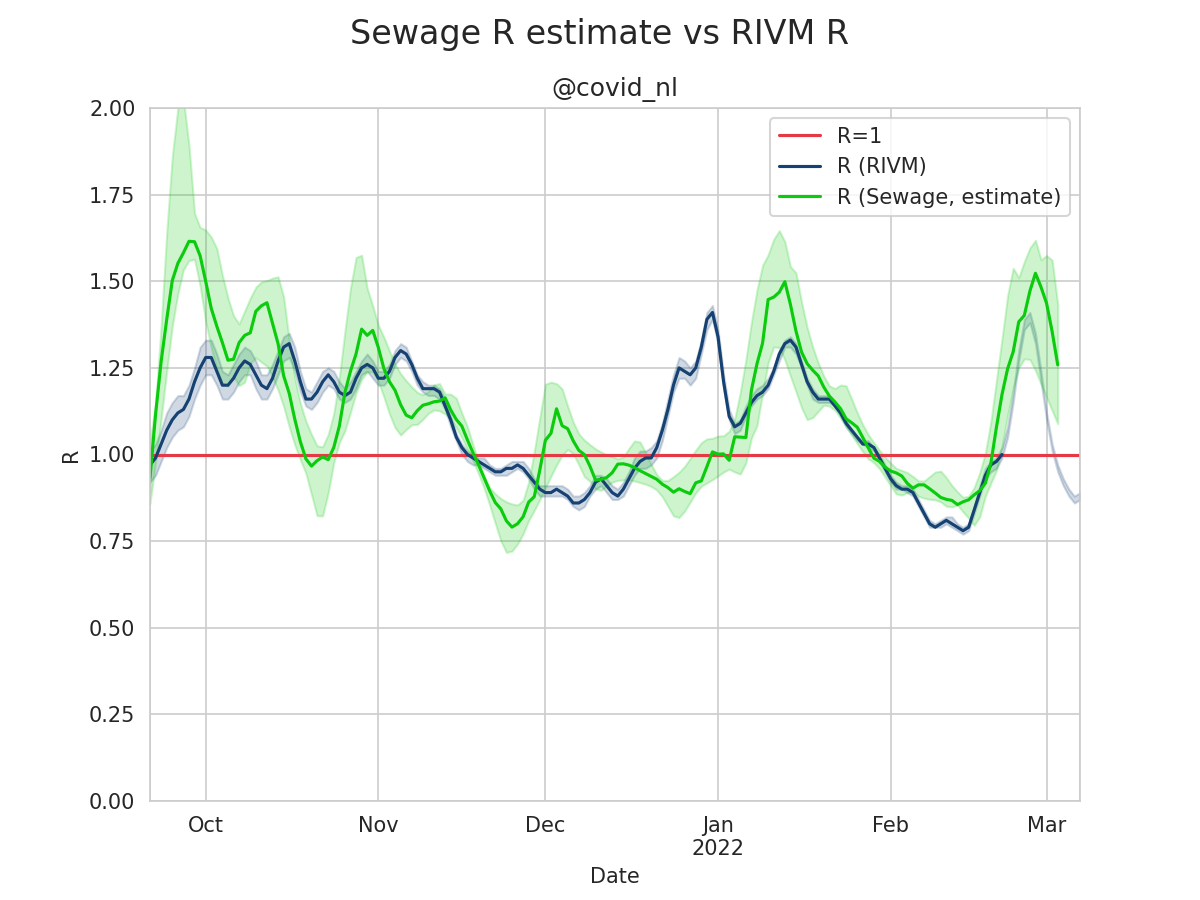 Sewage R estimate vs RIVM R
@covid_nl
R=1
R (RIVM)
R (Sewage, estimate)
2.00
1.75
1.50
1.25
1.00
0.75
0.50
0.25
0.00
R
Oct Nov Dec Jan Feb Mar
2022
Date